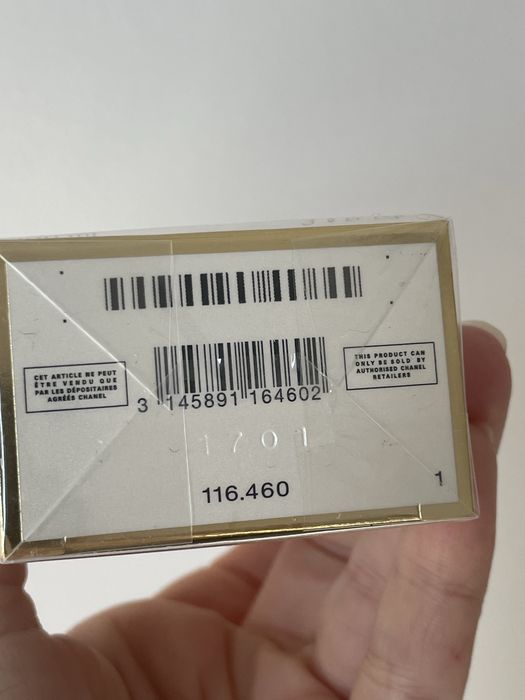 CET ARTICLE NE PEUT
ÊTRE VENDU QUE
PAR LES DÉPOSITAIRES
AGRÉÉS CHANEL
THIS PRODUCT CAN
ONLY BE SOLD BY
AUTHORISED CHANEL
RETAILERS
3 145891 164602
1701
116.460
1